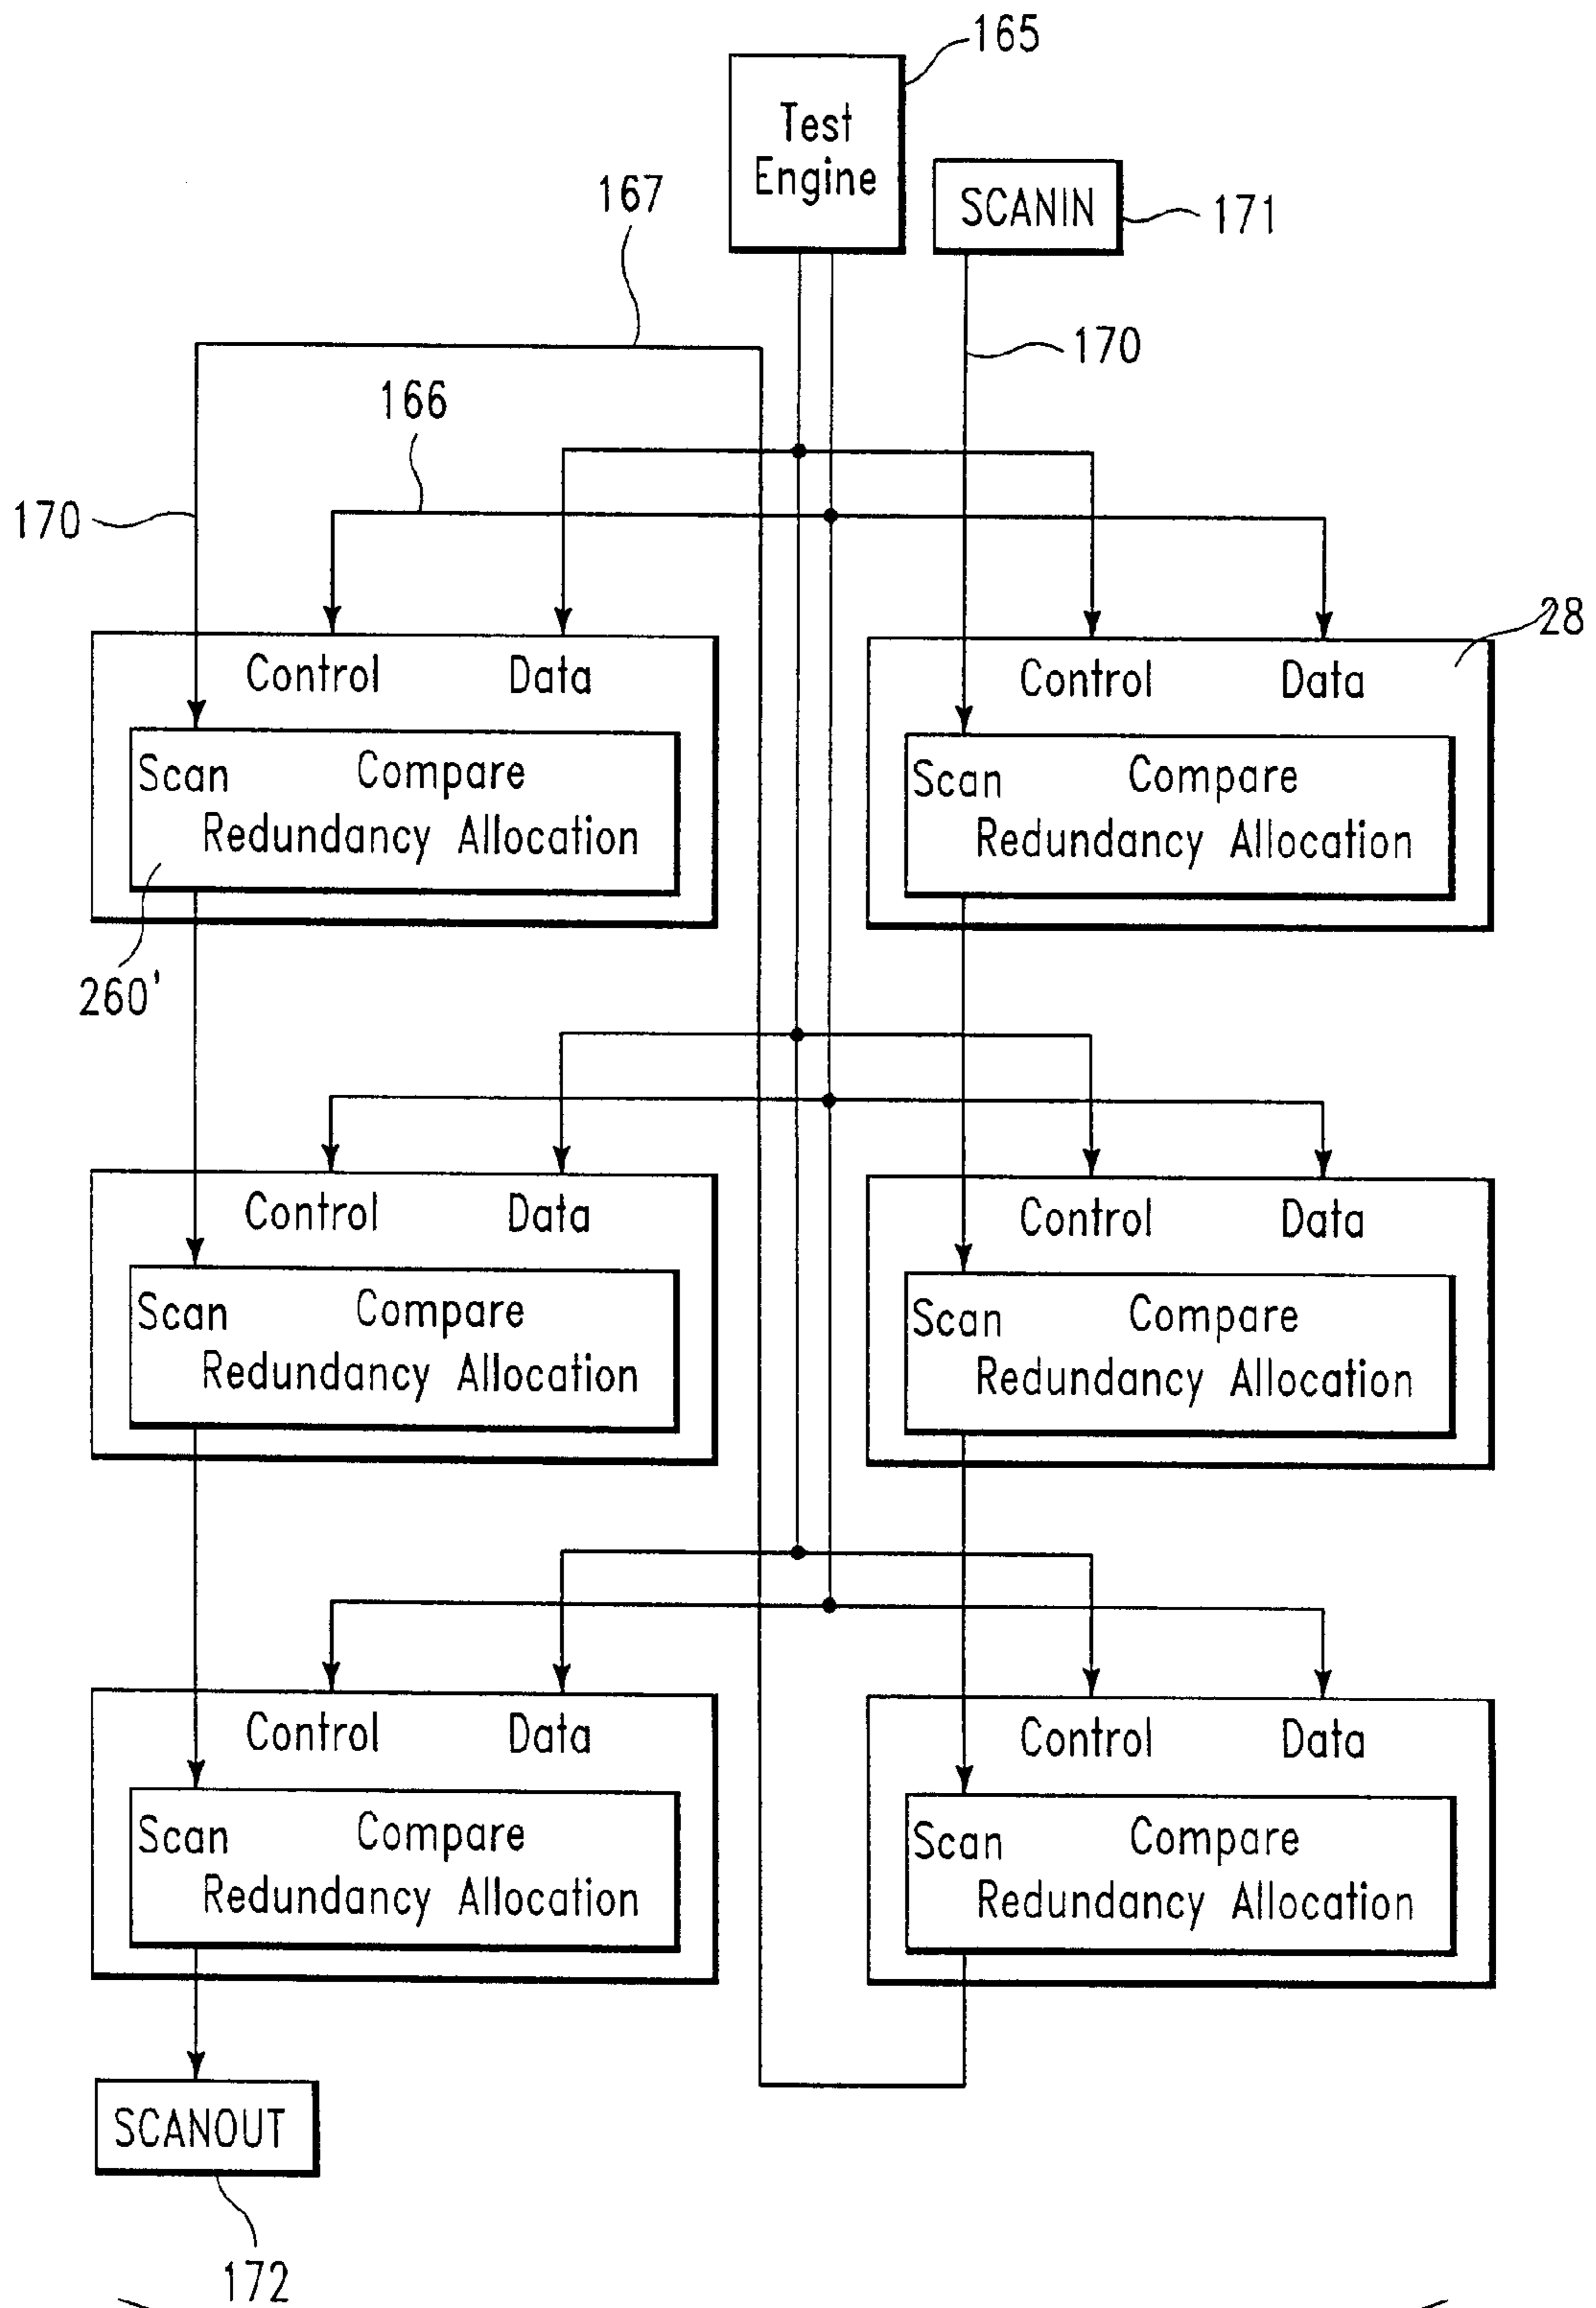 165
Test
Engine
SCANIN
171
167
170
166
170
28
Control Data
Scan Compare
Redundancy Allocation
260'
Control Data
Scan Compare
Redundancy Allocation
Control Data
Scan Compare
Redundancy Allocation
Control Data
Scan Compare
Redundancy Allocation
Control Data
Scan Compare
Redundancy Allocation
Control Data
Scan Compare
Redundancy Allocation
SCANOUT
172